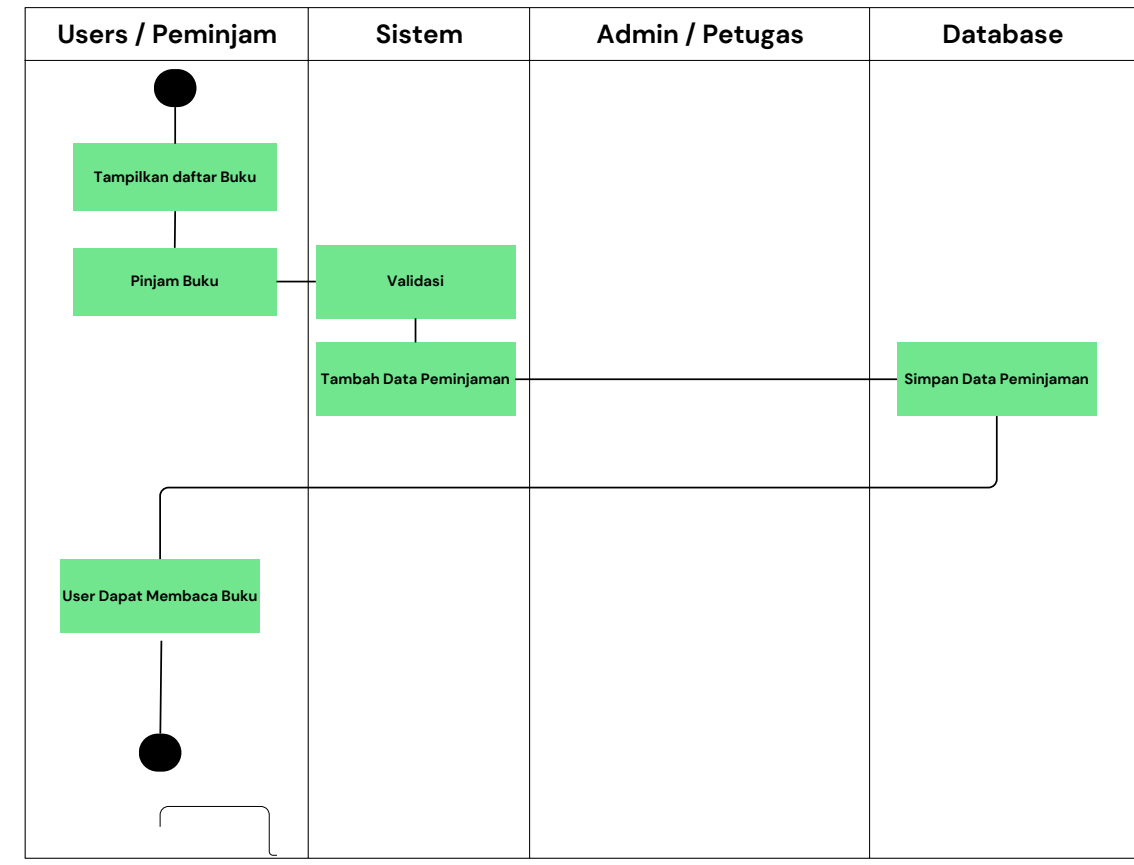 Users / Peminjam
Sistem
Admin / Petugas
Database
Tampilkan daftar Buku
Pinjam Buku
Validasi
Tambah Data Peminjaman
Simpan Data Peminjaman
User Dapat Membaca Buku